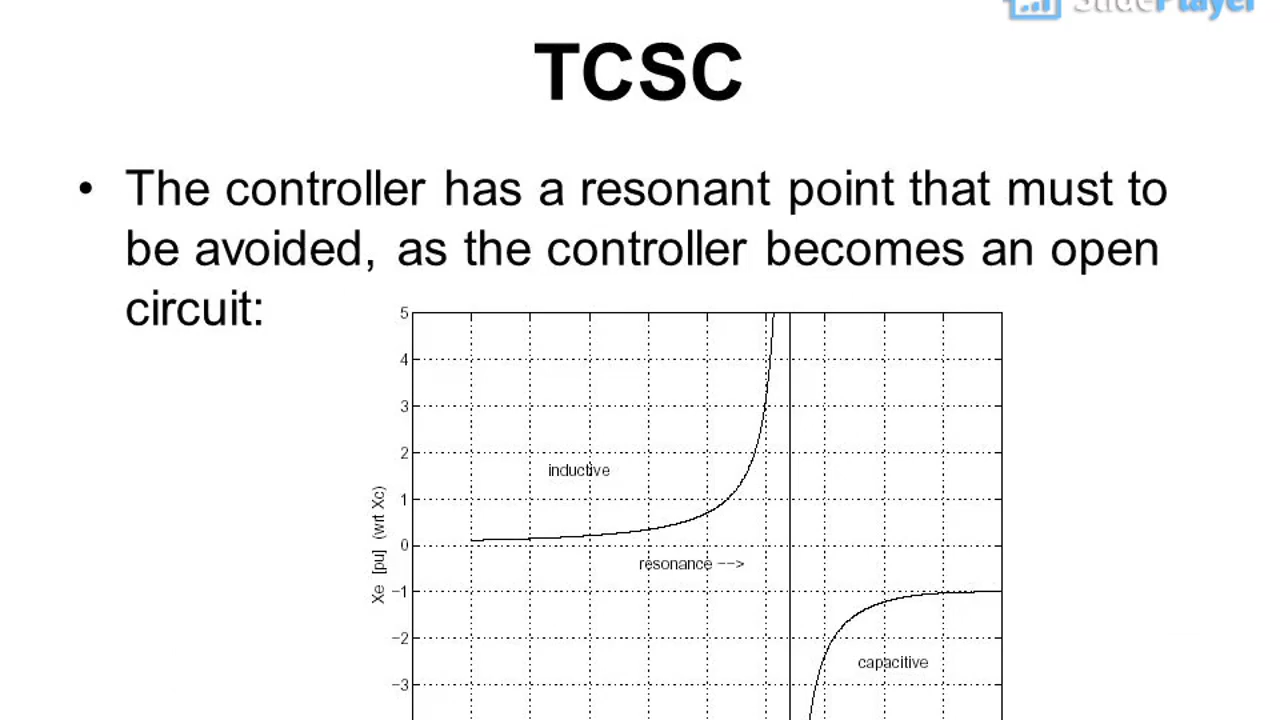 SlidePlayer
TCSC
• The controller has a resonant point that must to
be avoided, as the controller becomes an open
circuit:
5
4
3
2
inductive
1
Xe [pu] (wrt Xc)
0
resonance -->
−1
−2
capacitive
−3